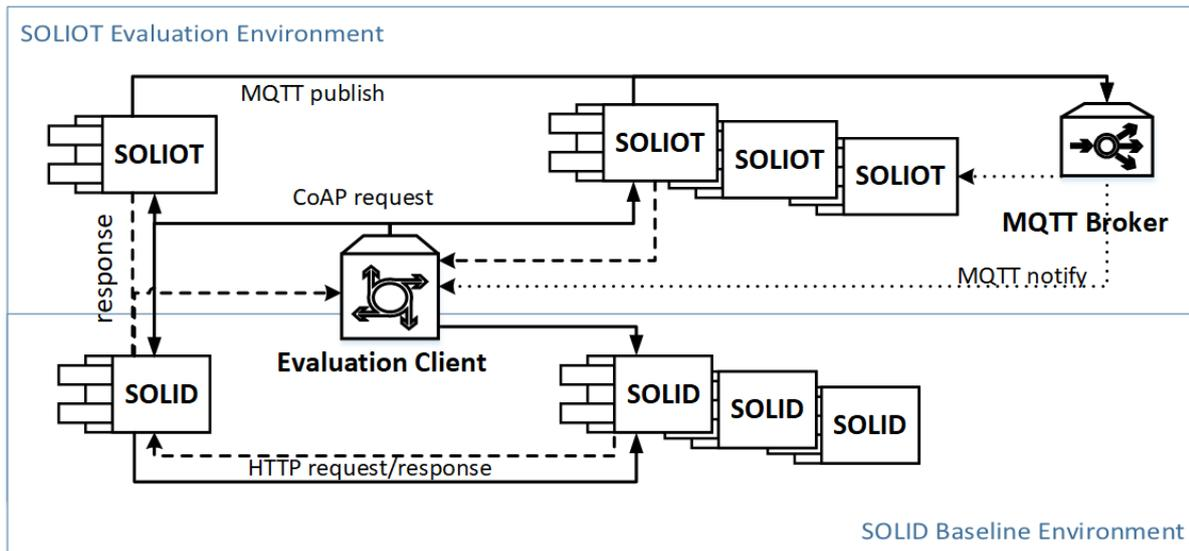 SOLIOT Evaluation Environment
MQTT publish
SOLIOT
SOLIOT
SOLIOT
SOLIOT
CoAP request
MQTT Broker
response
MQTT notify
Evaluation Client
SOLID
SOLID
SOLID
SOLID
HTTP request/response
SOLID Baseline Environment